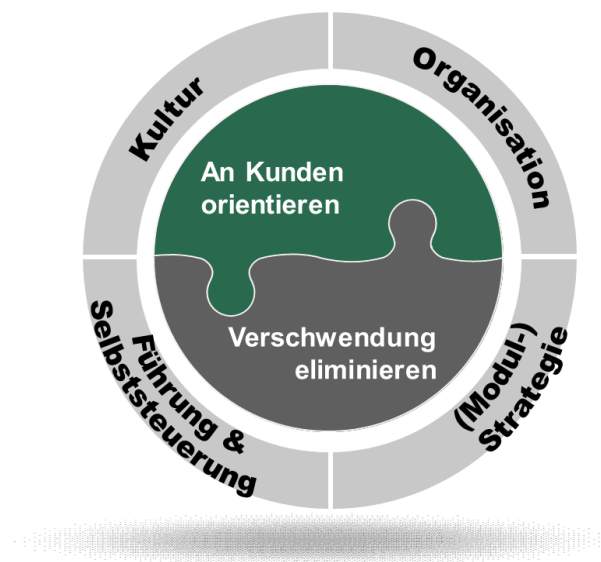 Kultur
Organisation
An Kunden
orientieren
Verschwendung
eliminieren
Führung &
Selbststeuerung
(Modul-)
Strategie